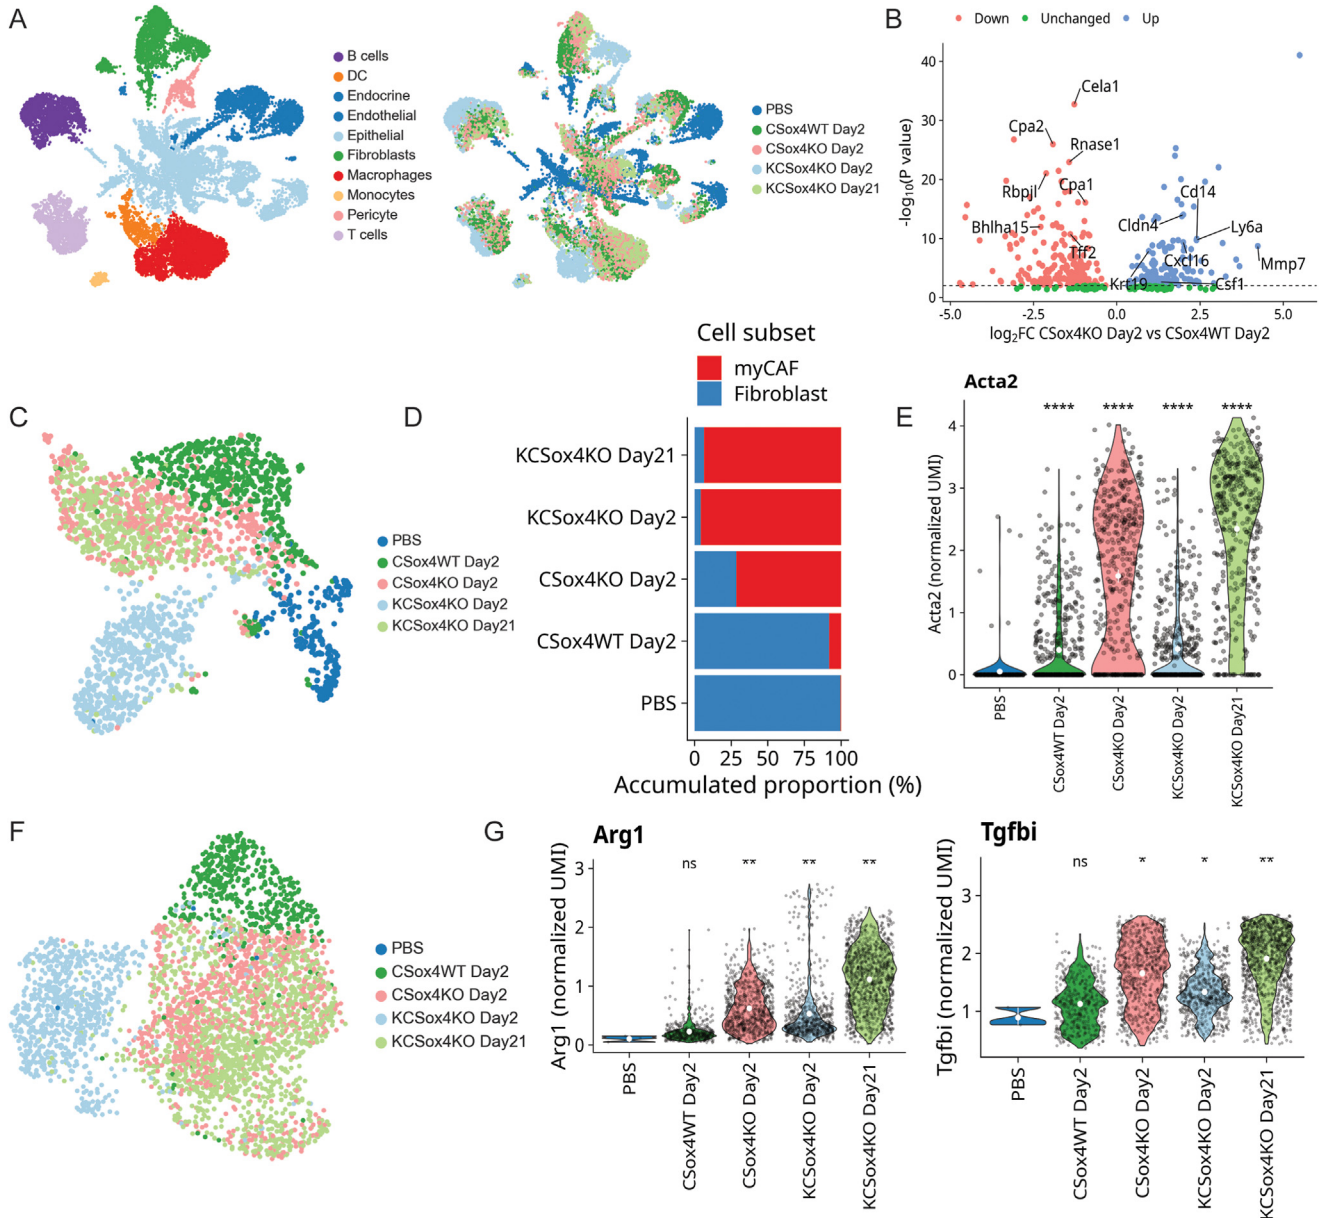 A
B cells
DC
Endocrine
Endothelial
Epithelial
Fibroblasts
Macrophages
Monocytes
Pericyte
T cells
PBS
CSox4WT Day2
CSox4KO Day2
KCSox4KO Day2
KCSox4KO Day21
B
Down
Unchanged
Up
-log10(P value)
40
30
20
10
0
Cela1
Cpa2
Rnase1
Rbpjl
Cpa1
Bhlha15
Tff2
Cd14
Cldn4
Ly6a
Cxcl16
Mmp7
Krt19
Csf1
-5.0
-2.5
0.0
2.5
5.0
log2FC CSox4KO Day2 vs CSox4WT Day2
C
PBS
CSox4WT Day2
CSox4KO Day2
KCSox4KO Day2
KCSox4KO Day21
D
Cell subset
myCAF
Fibroblast
KCSox4KO Day21
KCSox4KO Day2
CSox4KO Day2
CSox4WT Day2
PBS
0
25
50
75
100
Accumulated proportion (%)
E
Acta2
****
****
****
****
Acta2 (normalized UMI)
4
3
2
1
0
PBS
CSox4WT Day2
CSox4KO Day2
KCSox4KO Day2
KCSox4KO Day21
F
PBS
CSox4WT Day2
CSox4KO Day2
KCSox4KO Day2
KCSox4KO Day21
G
Arg1
ns
**
**
**
Arg1 (normalized UMI)
3
2
1
0
PBS
CSox4WT Day2
CSox4KO Day2
KCSox4KO Day2
KCSox4KO Day21
Tgfbi
ns
*
*
**
Tgfbi (normalized UMI)
3
2
1
PBS
CSox4WT Day2
CSox4KO Day2
KCSox4KO Day2
KCSox4KO Day21